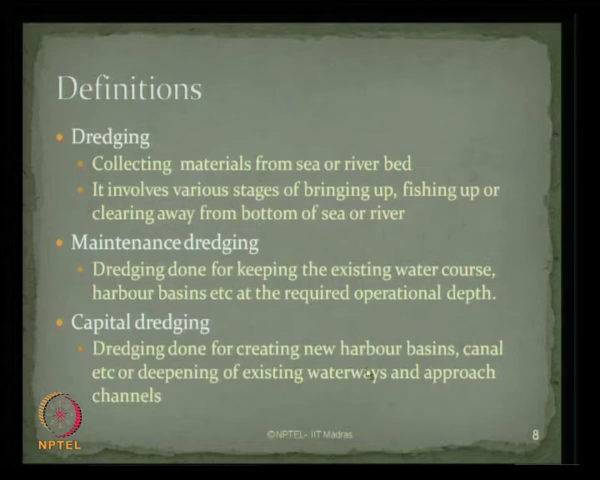 Definitions
• Dredging
• Collecting materials from sea or river bed
• It involves various stages of bringing up, fishing up or
clearing away from bottom of sea or river
• Maintenance dredging
• Dredging done for keeping the existing water course,
harbour basins etc at the required operational depth.
• Capital dredging
• Dredging done for creating new harbour basins, canal
etc or deepening of existing waterways and approach
channels
NPTEL
©NPTEL- IIT Madras
8